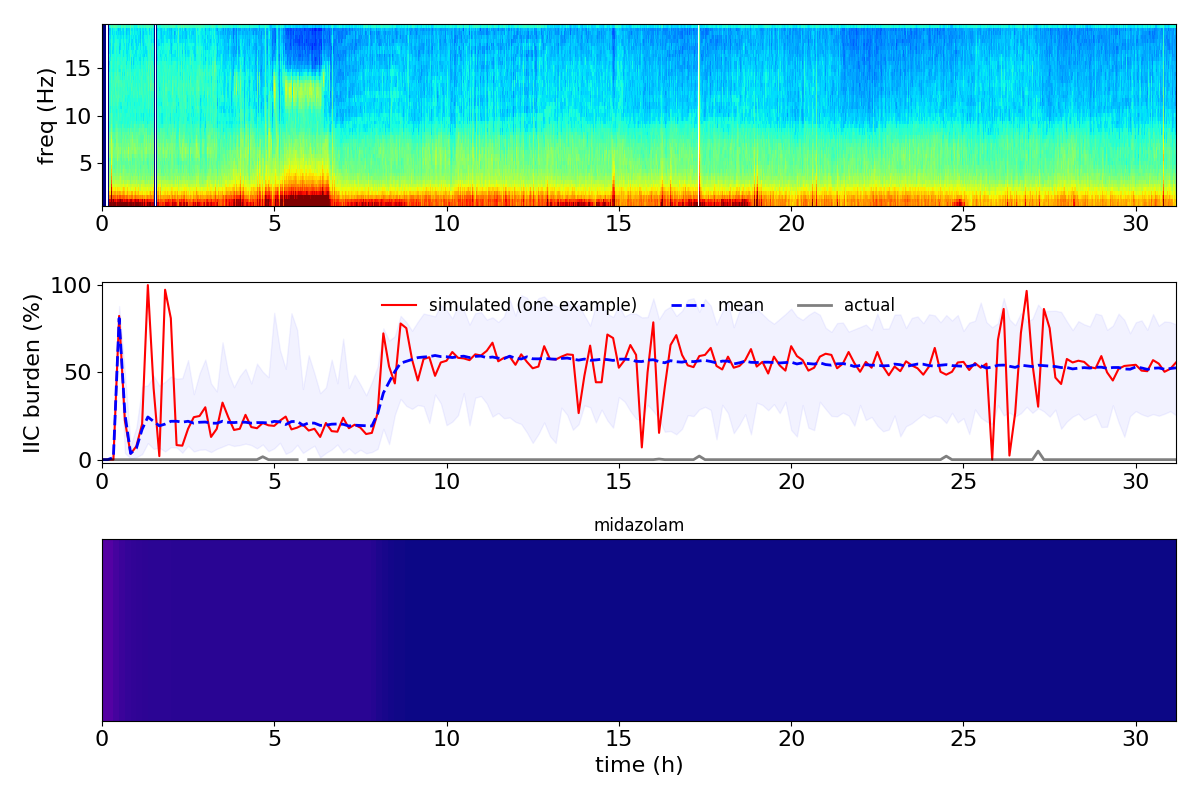 freq (Hz)
15
10
5
0 5 10 15 20 25 30
IIC burden (%)
100
50
0
simulated (one example) mean actual
0 5 10 15 20 25 30
midazolam
0 5 10 15 20 25 30
time (h)